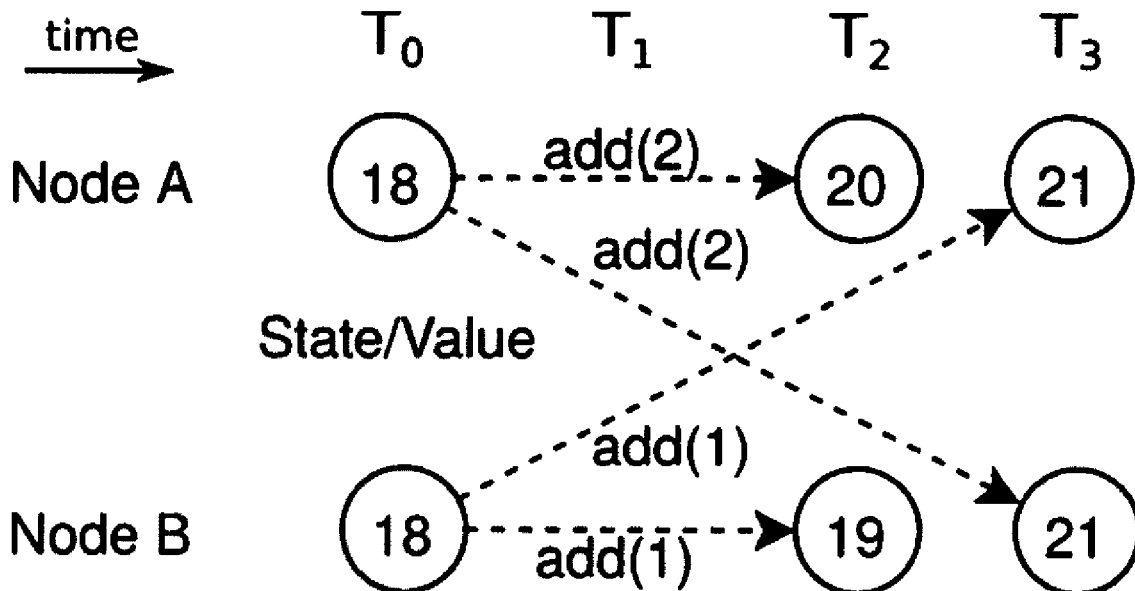 time T₀ T₁ T₂ T₃
Node A 18 add(2) 20 21
add(2)
State/Value
add(1)
Node B 18 add(1) 19 21